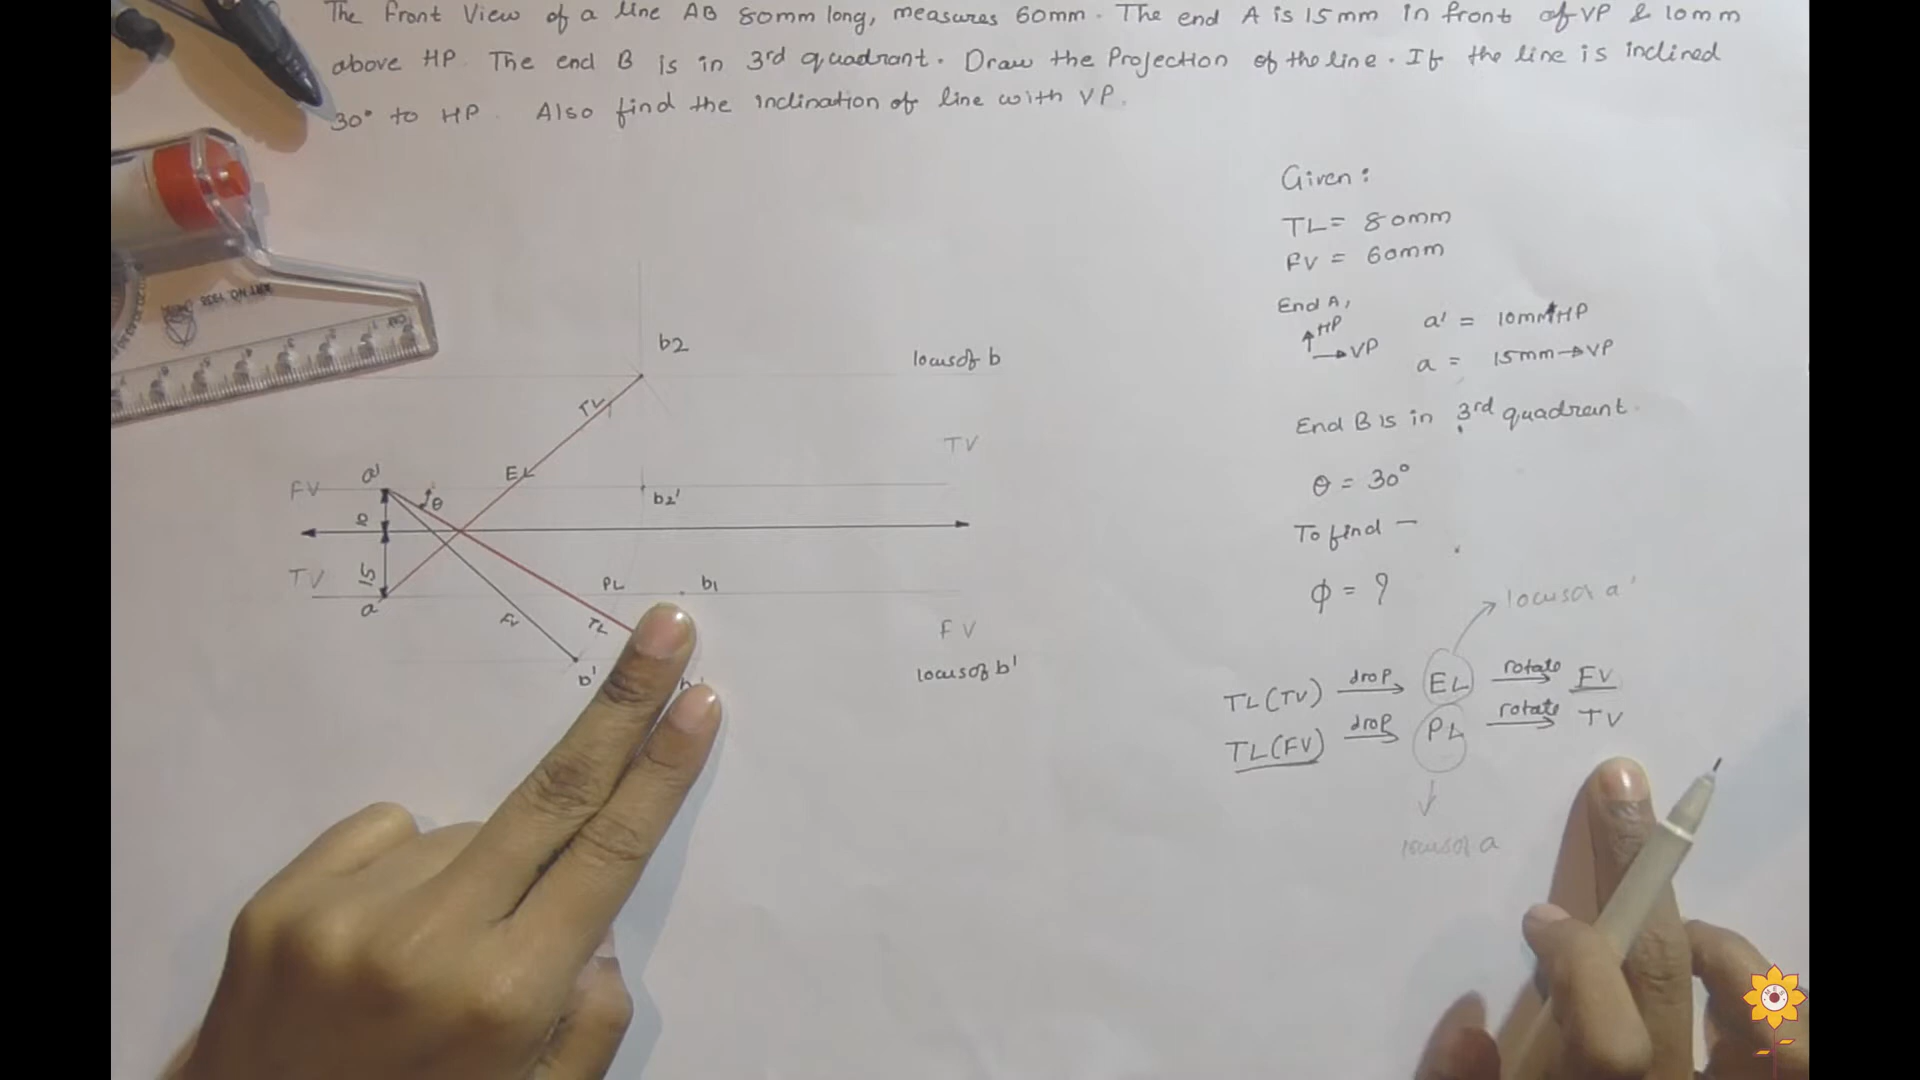 The Front View of a line AB 80mm long, measures 60mm. The end A is 15mm in front of VP & 10mm
above HP. The end B is in 3rd quadrant. Draw the Projection of the line. If the line is inclined
30° to HP. Also find the inclination of line with VP.
Given:
TL = 80mm
FV = 60mm
End A,
↑HP
→VP
a' = 10mm↑HP
a = 15mm→VP
End B is in 3rd quadrant.
θ = 30°
To find -
φ = ?
locus of a'
TL(TV) drop EL rotate FV
TL(FV) drop PL rotate TV
locus of a
b2
locus of b
TV
TV
EL
FV
a'
θ
b2'
TV
15
a
PL
b1
FV
TL
FV
b'
locus of b'